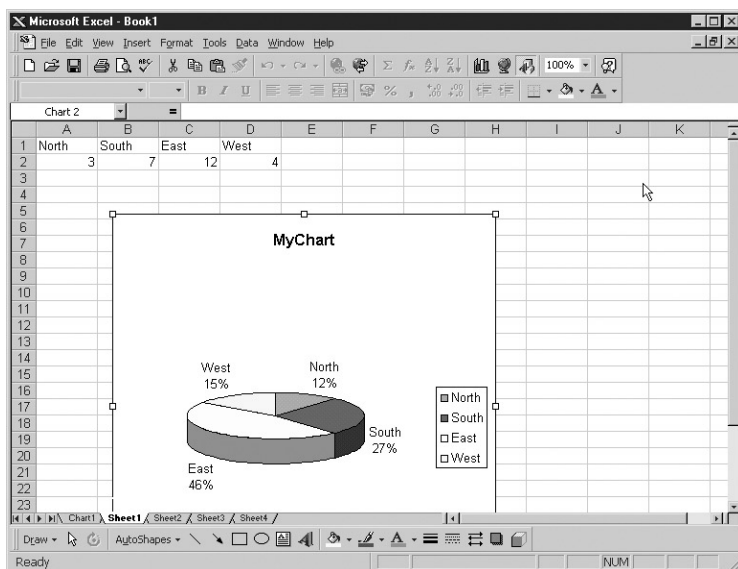 Microsoft Excel - Book1
File Edit View Insert Format Tools Data Window Help
ABC 100%
B I U % , .00 .00 A
Chart 2 =
A B C D E F G H I J K
1 North South East West
2 3 7 12 4
3
4
5
6
7 MyChart
8
9
10
11
12
13
14
15 West 15% North 12%
16 North
17 South
18 East
19 West
20 South 27%
21 East 46%
22
23
Chart1 Sheet1 Sheet2 Sheet3 Sheet4
Draw AutoShapes A
Ready NUM